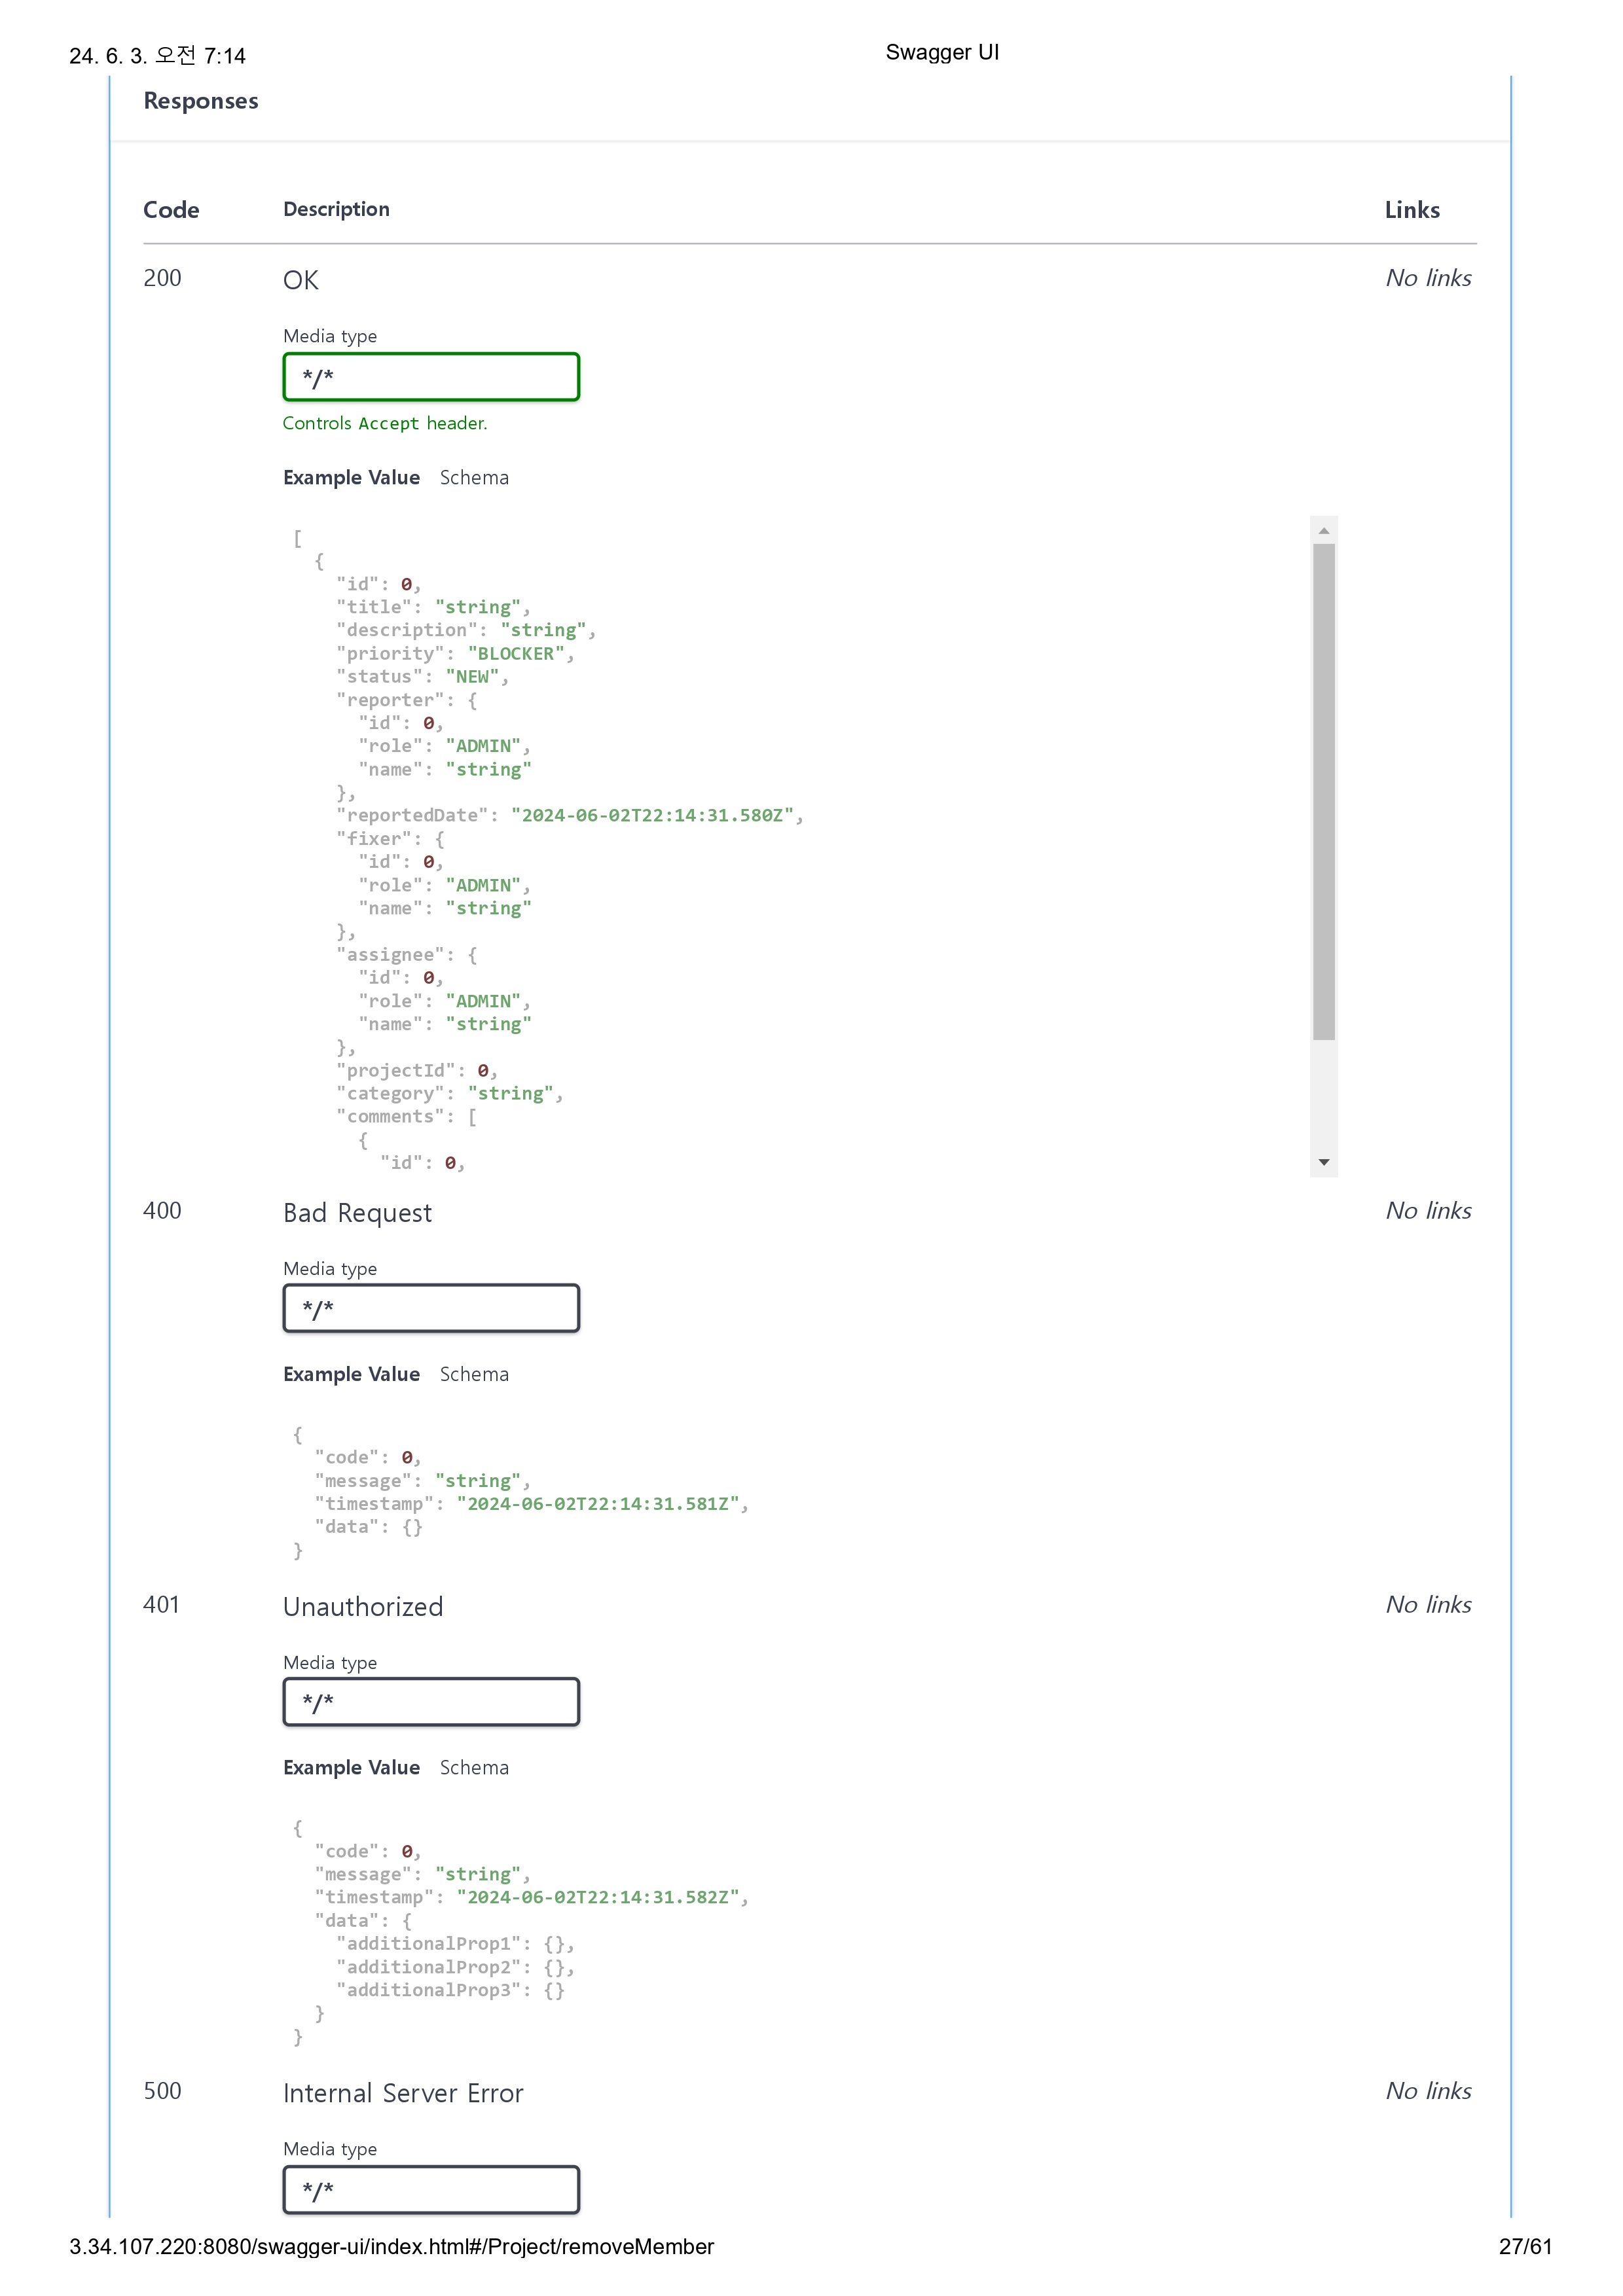 24. 6. 3. 오전 7:14 Swagger UI
Responses
Code Description Links
200 OK No links
Media type
*/*
Controls Accept header.
Example Value Schema
[
  {
    "id": 0,
    "title": "string",
    "description": "string",
    "priority": "BLOCKER",
    "status": "NEW",
    "reporter": {
      "id": 0,
      "role": "ADMIN",
      "name": "string"
    },
    "reportedDate": "2024-06-02T22:14:31.580Z",
    "fixer": {
      "id": 0,
      "role": "ADMIN",
      "name": "string"
    },
    "assignee": {
      "id": 0,
      "role": "ADMIN",
      "name": "string"
    },
    "projectId": 0,
    "category": "string",
    "comments": [
      {
        "id": 0,
400 Bad Request No links
Media type
*/*
Example Value Schema
{
  "code": 0,
  "message": "string",
  "timestamp": "2024-06-02T22:14:31.581Z",
  "data": {}
}
401 Unauthorized No links
Media type
*/*
Example Value Schema
{
  "code": 0,
  "message": "string",
  "timestamp": "2024-06-02T22:14:31.582Z",
  "data": {
    "additionalProp1": {},
    "additionalProp2": {},
    "additionalProp3": {}
  }
}
500 Internal Server Error No links
Media type
*/*
3.34.107.220:8080/swagger-ui/index.html#/Project/removeMember 27/61